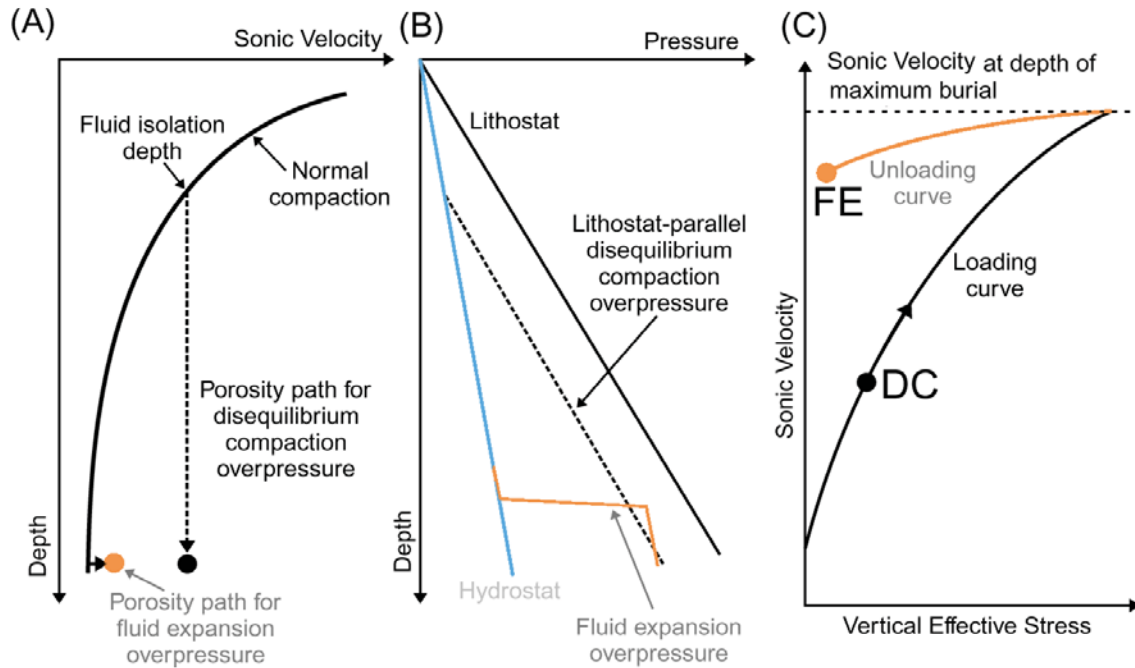 (A)
Sonic Velocity
Fluid isolation
depth
Normal
compaction
Porosity path for
disequilibrium
compaction
overpressure
Depth
Porosity path for
fluid expansion
overpressure
(B)
Pressure
Lithostat
Lithostat-parallel
disequilibrium
compaction
overpressure
Depth
Hydrostat
Fluid expansion
overpressure
(C)
Sonic Velocity at depth of
maximum burial
Unloading
curve
FE
Loading
curve
DC
Sonic Velocity
Vertical Effective Stress